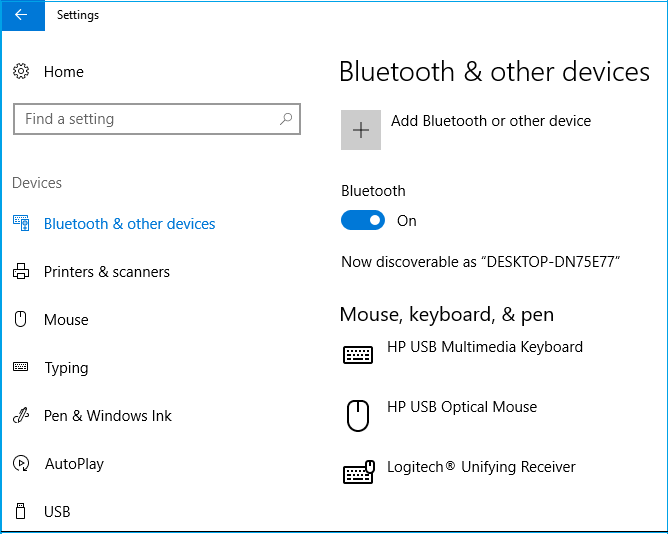 Settings
Home
Find a setting
Devices
Bluetooth & other devices
Printers & scanners
Mouse
Typing
Pen & Windows Ink
AutoPlay
USB
Bluetooth & other devices
Add Bluetooth or other device
Bluetooth
On
Now discoverable as “DESKTOP-DN75E77”
Mouse, keyboard, & pen
HP USB Multimedia Keyboard
HP USB Optical Mouse
Logitech® Unifying Receiver